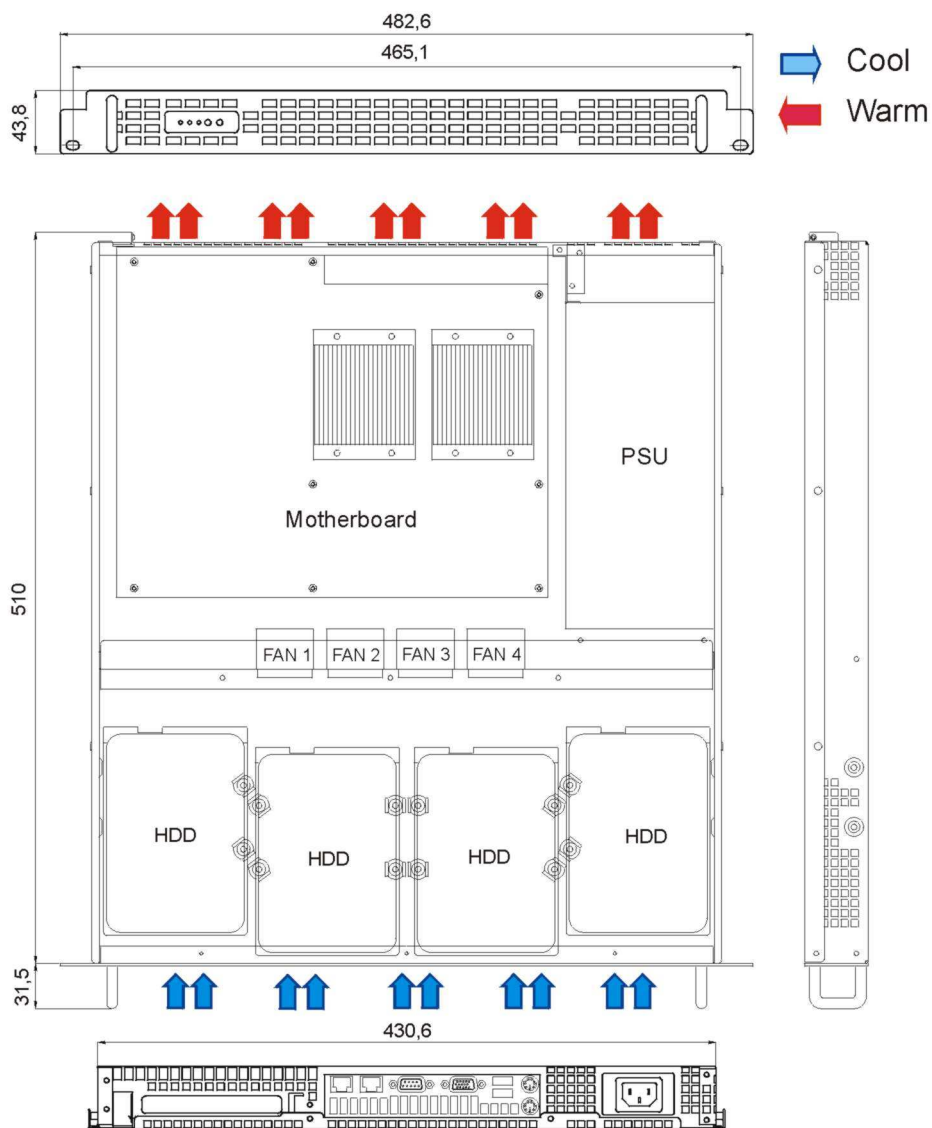 482,6
465,1
43,8
Cool
Warm
510
PSU
Motherboard
FAN 1 FAN 2 FAN 3 FAN 4
HDD HDD HDD HDD
31,5
430,6